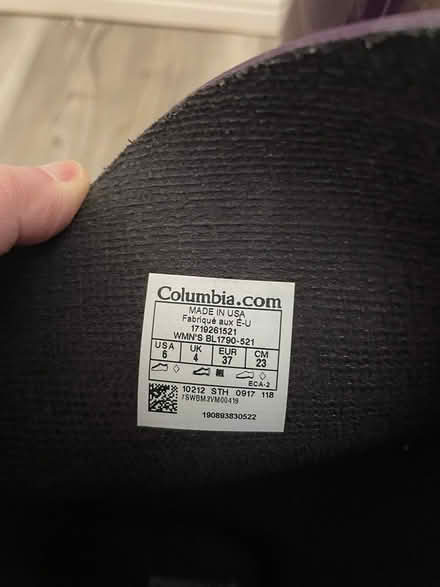 Columbia.com
MADE IN USA
Fabriqué aux É-U
1719261521
WMN'S BL1790-521
USA UK EUR CM
6 4 37 23
ECA-2
10212 STH 0917 118
7SWBM3VM00419
190893830522